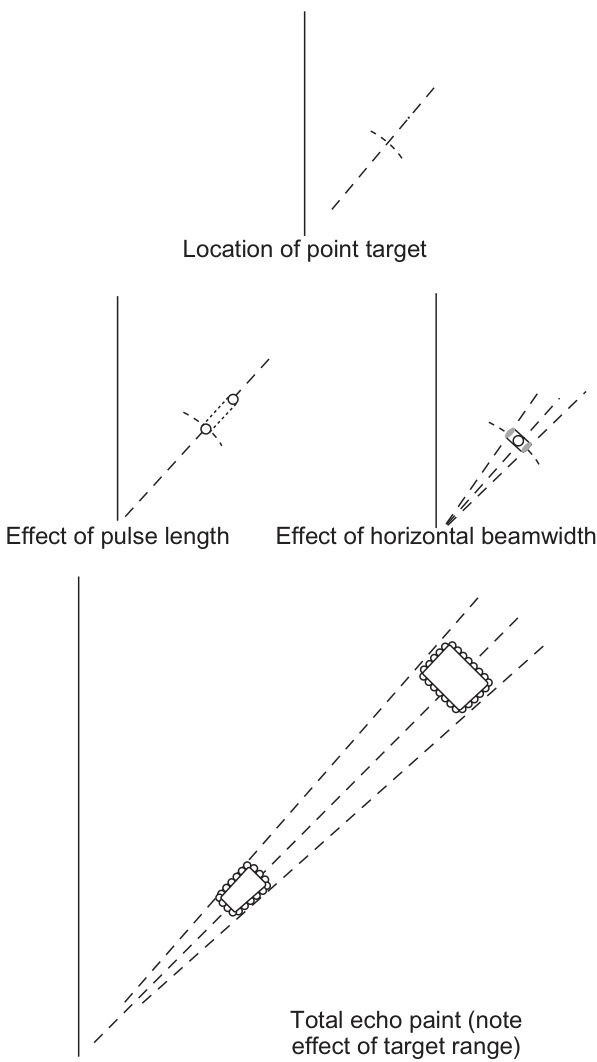 Location of point target
Effect of pulse length
Effect of horizontal beamwidth
Total echo paint (note
effect of target range)